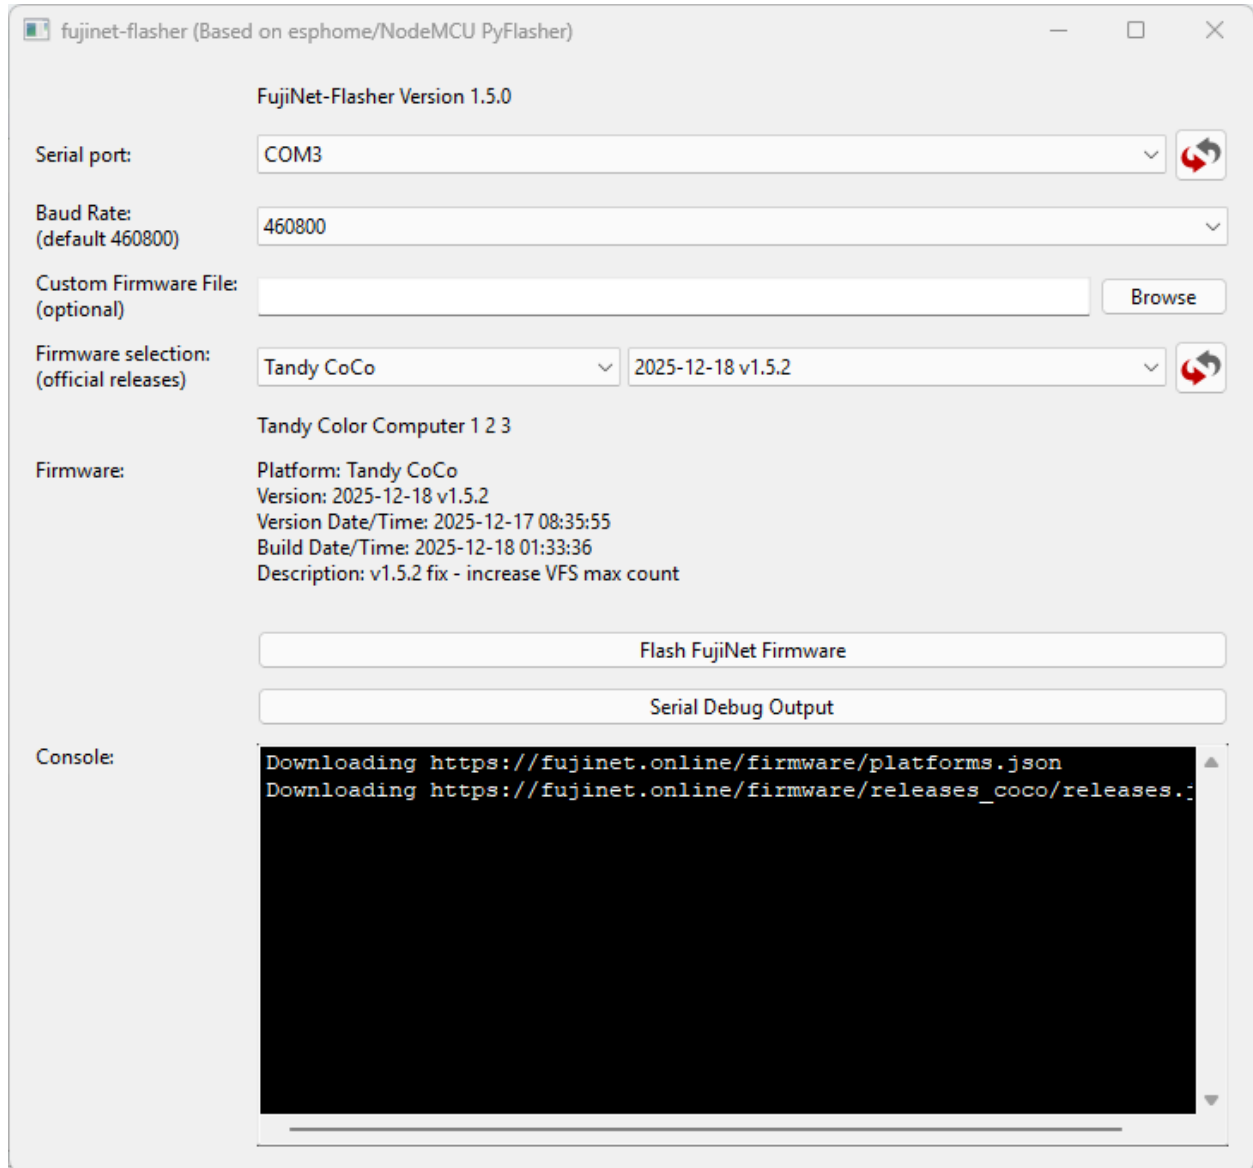 fujinet-flasher (Based on esphome/NodeMCU PyFlasher)
FujiNet-Flasher Version 1.5.0
Serial port:
COM3
Baud Rate:
(default 460800)
460800
Custom Firmware File:
(optional)
Browse
Firmware selection:
(official releases)
Tandy CoCo
2025-12-18 v1.5.2
Tandy Color Computer 1 2 3
Firmware:
Platform: Tandy CoCo
Version: 2025-12-18 v1.5.2
Version Date/Time: 2025-12-17 08:35:55
Build Date/Time: 2025-12-18 01:33:36
Description: v1.5.2 fix - increase VFS max count
Flash FujiNet Firmware
Serial Debug Output
Console:
Downloading https://fujinet.online/firmware/platforms.json
Downloading https://fujinet.online/firmware/releases_coco/releases.